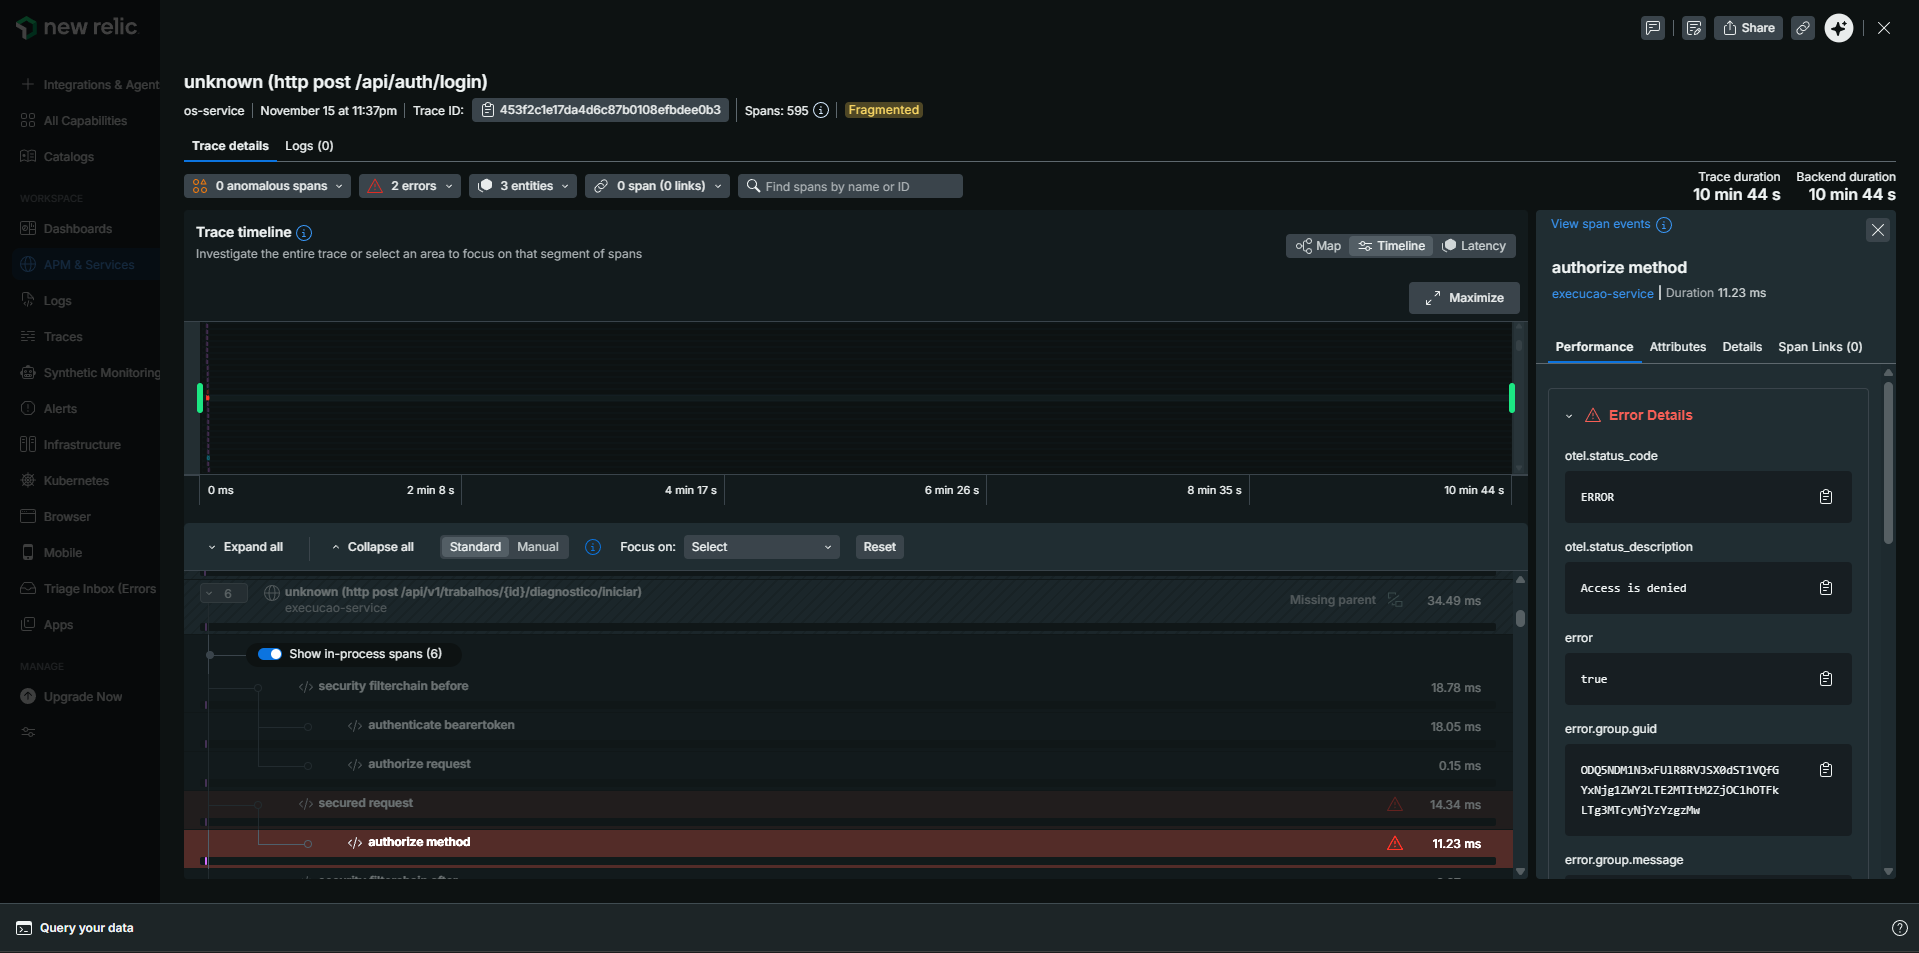 new relic
Share
Integrations & Agent
All Capabilities
Catalogs
WORKSPACE
Dashboards
APM & Services
Logs
Traces
Synthetic Monitoring
Alerts
Infrastructure
Kubernetes
Browser
Mobile
Triage Inbox (Errors
Apps
MANAGE
Upgrade Now
unknown (http post /api/auth/login)
os-service
November 15 at 11:37pm
Trace ID:
453f2c1e17da4d6c87b0108efbdee0b3
Spans: 595
Fragmented
Trace details
Logs (0)
0 anomalous spans
2 errors
3 entities
0 span (0 links)
Find spans by name or ID
Trace duration
10 min 44 s
Backend duration
10 min 44 s
Trace timeline
Investigate the entire trace or select an area to focus on that segment of spans
Map
Timeline
Latency
Maximize
0 ms
2 min 8 s
4 min 17 s
6 min 26 s
8 min 35 s
10 min 44 s
Expand all
Collapse all
Standard
Manual
Focus on:
Select
Reset
6
unknown (http post /api/v1/trabalhos/{id}/diagnostico/iniciar)
execucao-service
Missing parent
34.49 ms
Show in-process spans (6)
security filterchain before
18.78 ms
authenticate bearertoken
18.05 ms
authorize request
0.15 ms
secured request
14.34 ms
authorize method
11.23 ms
View span events
authorize method
execucao-service
Duration 11.23 ms
Performance
Attributes
Details
Span Links (0)
Error Details
otel.status_code
ERROR
otel.status_description
Access is denied
error
true
error.group.guid
ODQ5NDM1N3xFUlR8RVJSX0dST1VQfG
YxNjg1ZWY2LTE2MTItM2ZjOC1hOTFk
LTg3MTcyNjYzYzgzMw
error.group.message
Query your data